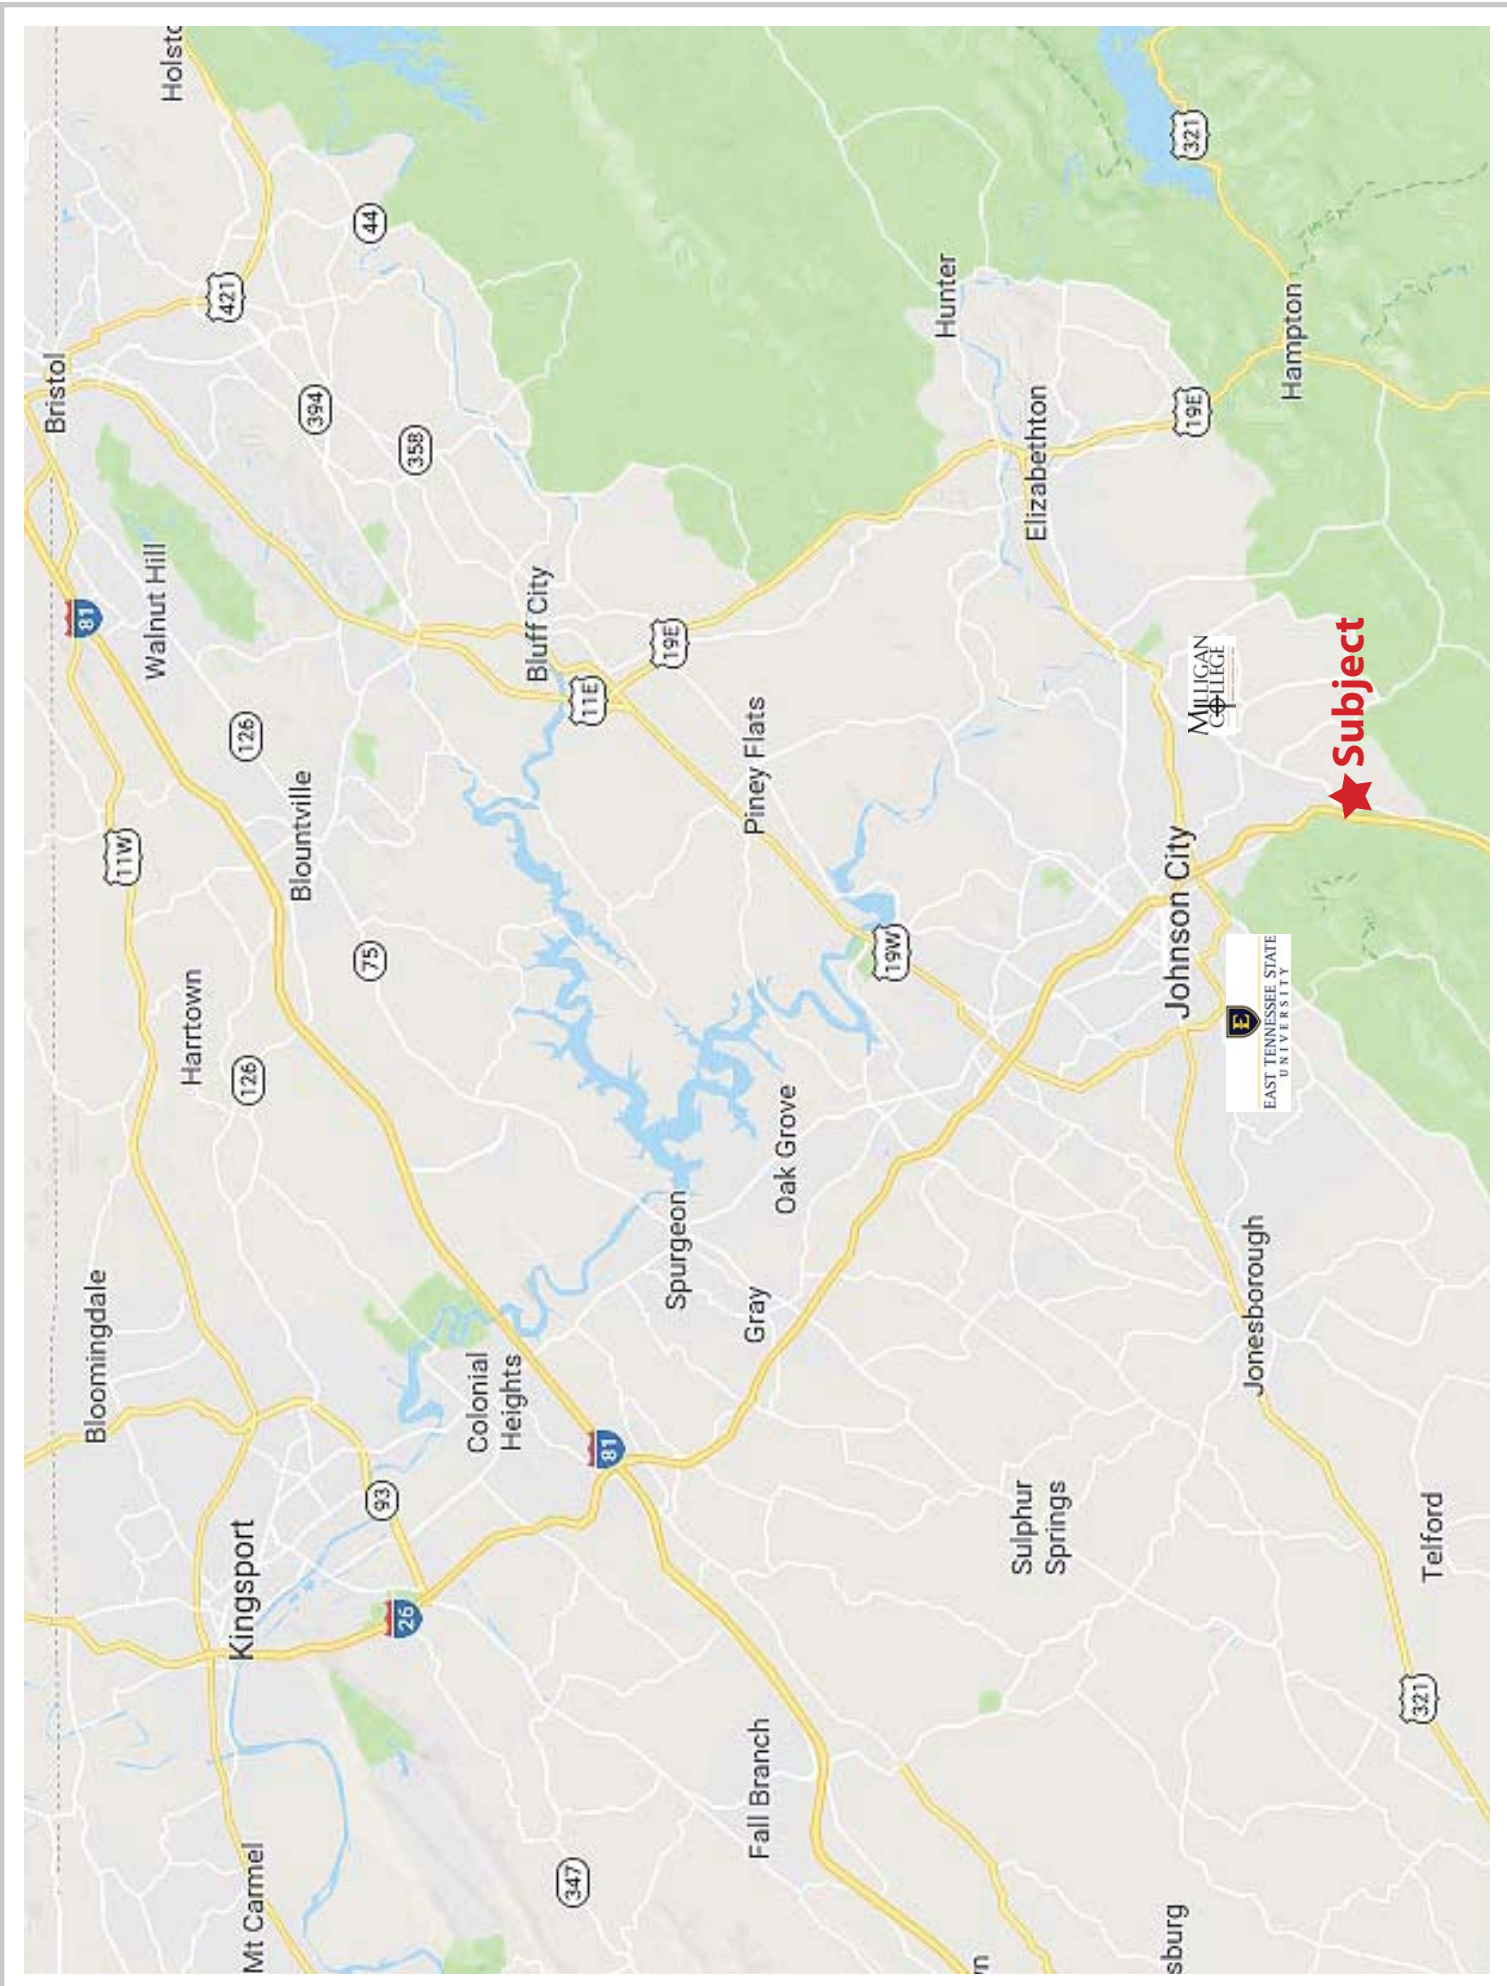 Holsto
Bristol
421
44
394
358
81
Walnut Hill
126
Blountville
11W
Harrtown
75
126
Bloomingdale
Bluff City
11E
19E
Piney Flats
Hunter
321
Hampton
Elizabethton
19E
MILLIGAN
COLLEGE
Subject
Johnson City
19W
E
EAST TENNESSEE STATE
UNIVERSITY
Oak Grove
Spurgeon
Gray
Colonial
Heights
81
93
Kingsport
26
Mt Carmel
347
Fall Branch
Sulphur
Springs
Jonesborough
Telford
321
sburg